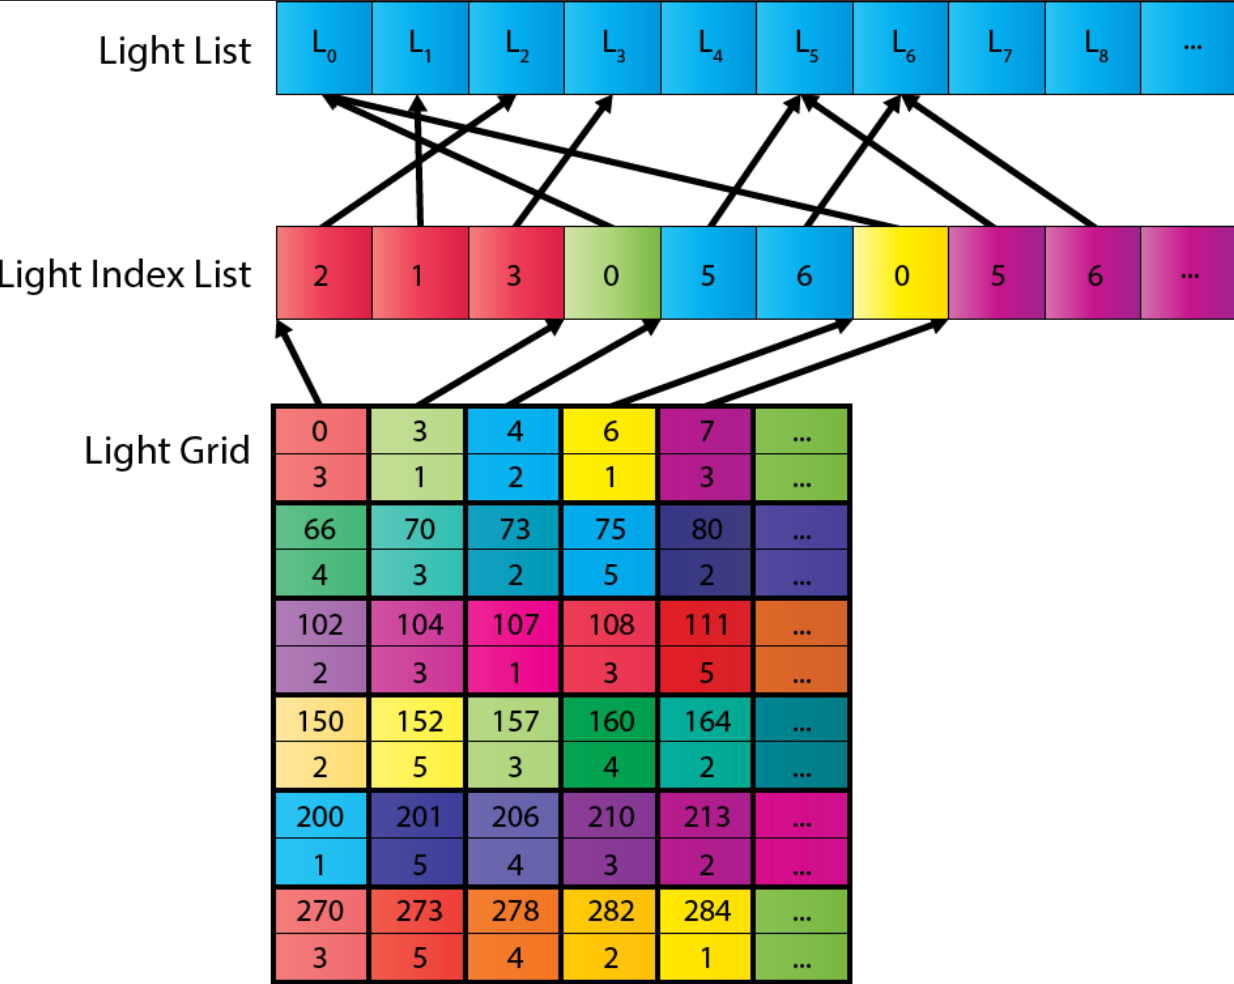 Light List L₀ L₁ L₂ L₃ L₄ L₅ L₆ L₇ L₈ ...
Light Index List 2 1 3 0 5 6 0 5 6 ...
Light Grid
0 3 4 6 7 ...
3 1 2 1 3 ...
66 70 73 75 80 ...
4 3 2 5 2 ...
102 104 107 108 111 ...
2 3 1 3 5 ...
150 152 157 160 164 ...
2 5 3 4 2 ...
200 201 206 210 213 ...
1 5 4 3 2 ...
270 273 278 282 284 ...
3 5 4 2 1 ...